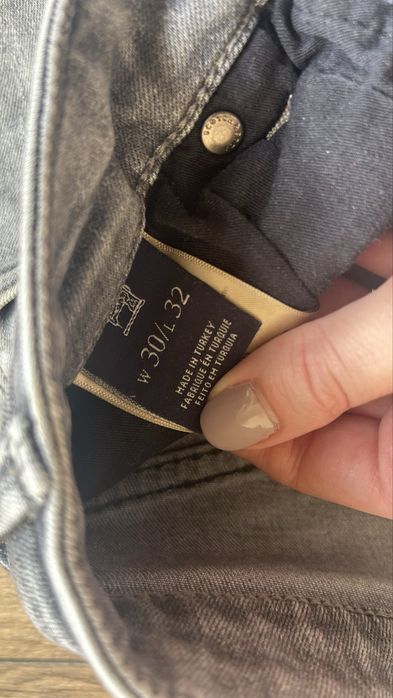 W 30/L 32
MADE IN TURKEY
FABRIQUÉ EN TURQUIE
FEITO EM TURQUIA